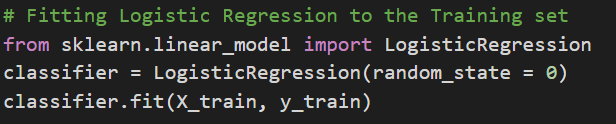 # Fitting Logistic Regression to the Training set
from sklearn.linear_model import LogisticRegression
classifier = LogisticRegression(random_state = 0)
classifier.fit(X_train, y_train)